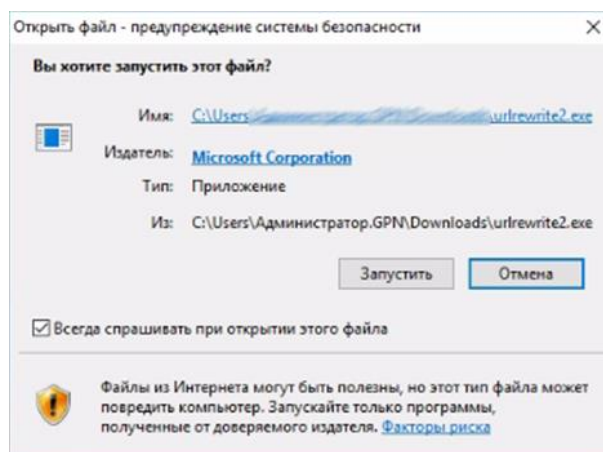 Открыть файл - предупреждение системы безопасности
Вы хотите запустить этот файл?
Имя: C:\Users \urlrewrite2.exe
Издатель: Microsoft Corporation
Тип: Приложение
Из: C:\Users\Администратор.GPN\Downloads\urlrewrite2.exe
Запустить Отмена
Всегда спрашивать при открытии этого файла
Файлы из Интернета могут быть полезны, но этот тип файла может
повредить компьютер. Запускайте только программы,
полученные от доверяемого издателя. Факторы риска